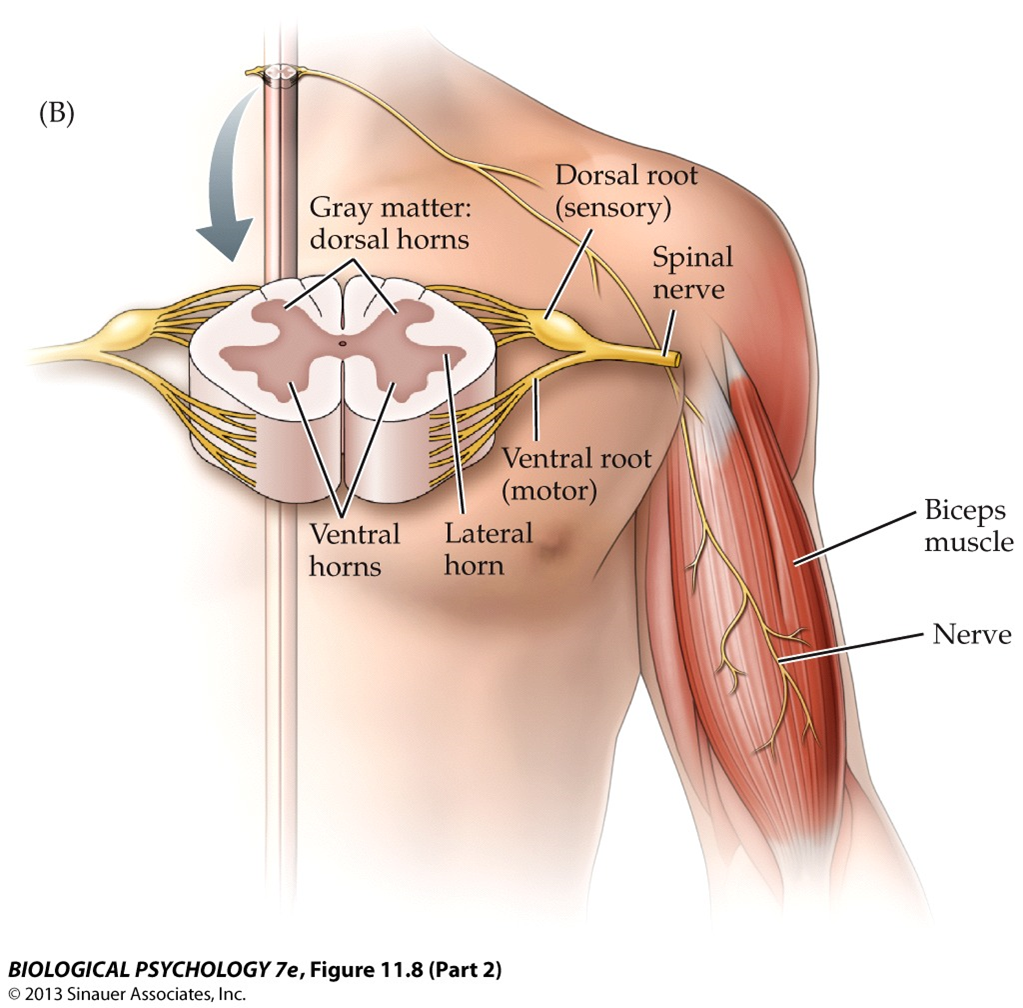 (B)
Gray matter:
dorsal horns
Dorsal root
(sensory)
Spinal
nerve
Ventral root
(motor)
Ventral
horns
Lateral
horn
Biceps
muscle
Nerve
BIOLOGICAL PSYCHOLOGY 7e, Figure 11.8 (Part 2)
© 2013 Sinauer Associates, Inc.